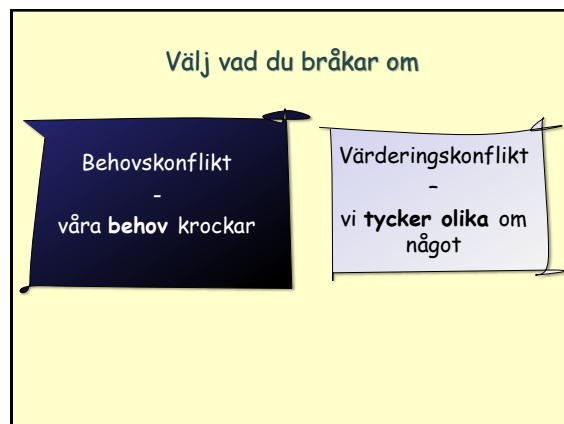 Välj vad du bråkar om
Behovskonflikt
-
våra behov krockar
Värderingskonflikt
–
vi tycker olika om
något